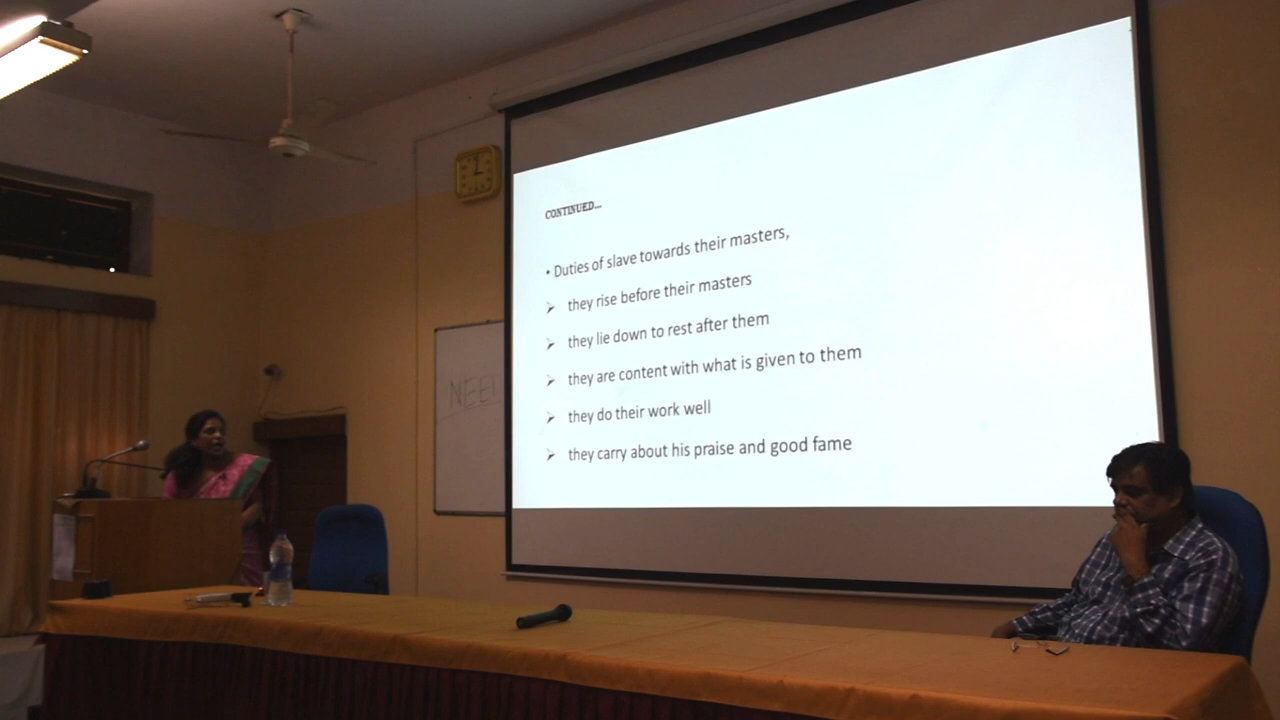 CONTINUED...
• Duties of slave towards their masters,
➢ they rise before their masters
➢ they lie down to rest after them
➢ they are content with what is given to them
➢ they do their work well
➢ they carry about his praise and good fame